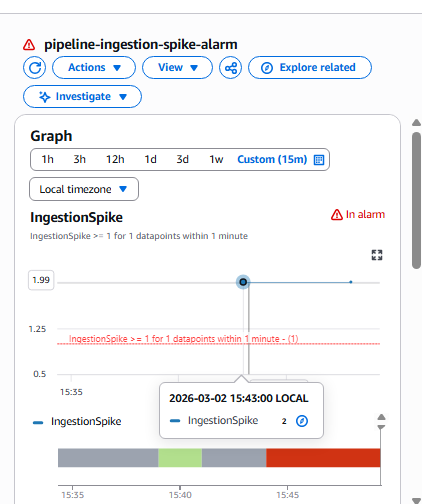 pipeline-ingestion-spike-alarm
Actions View Explore related
Investigate
Graph
1h 3h 12h 1d 3d 1w Custom (15m)
Local timezone
IngestionSpike In alarm
IngestionSpike >= 1 for 1 datapoints within 1 minute
1.99
1.25
IngestionSpike >= 1 for 1 datapoints within 1 minute - (1)
0.5
15:35
2026-03-02 15:43:00 LOCAL
IngestionSpike 2
IngestionSpike
15:35 15:40 15:45